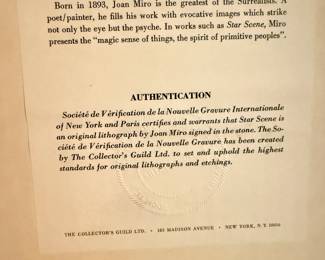 Born in 1893, Joan Miro is the greatest of the Surrealists. A
poet/painter, he fills his work with evocative images which strike
not only the eye but the psyche. In works such as Star Scene, Miro
presents the "magic sense of things, the spirit of primitive peoples".
AUTHENTICATION
Société de Vérification de la Nouvelle Gravure Internationale
of New York and Paris certifies and warrants that Star Scene is
an original lithograph by Joan Miro signed in the stone. The So-
ciété de Vérification de la Nouvelle Gravure has been created
by The Collector's Guild Ltd. to set and uphold the highest
standards for original lithographs and etchings.
THE COLLECTOR'S GUILD LTD. • 185 MADISON AVENUE • NEW YORK, N.Y. 10016